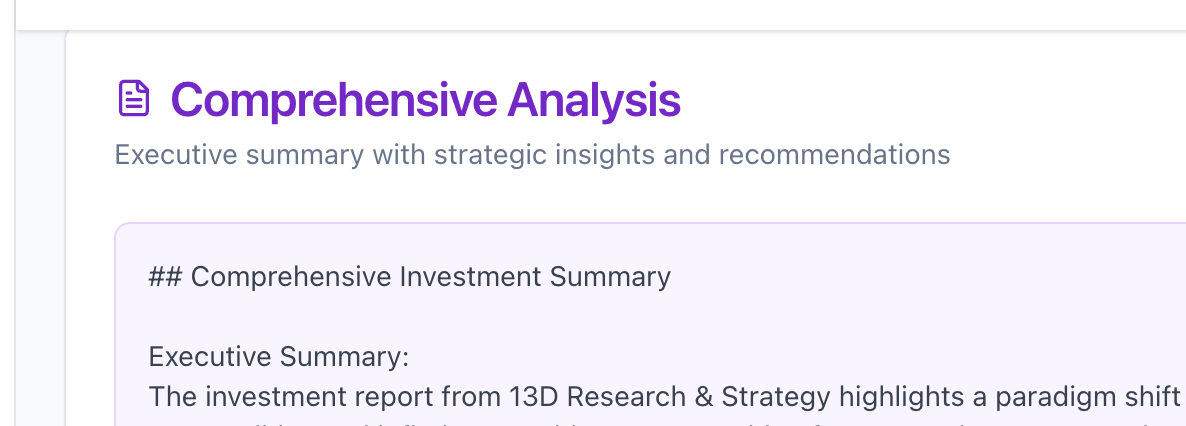 Comprehensive Analysis
Executive summary with strategic insights and recommendations
## Comprehensive Investment Summary
Executive Summary:
The investment report from 13D Research & Strategy highlights a paradigm shift